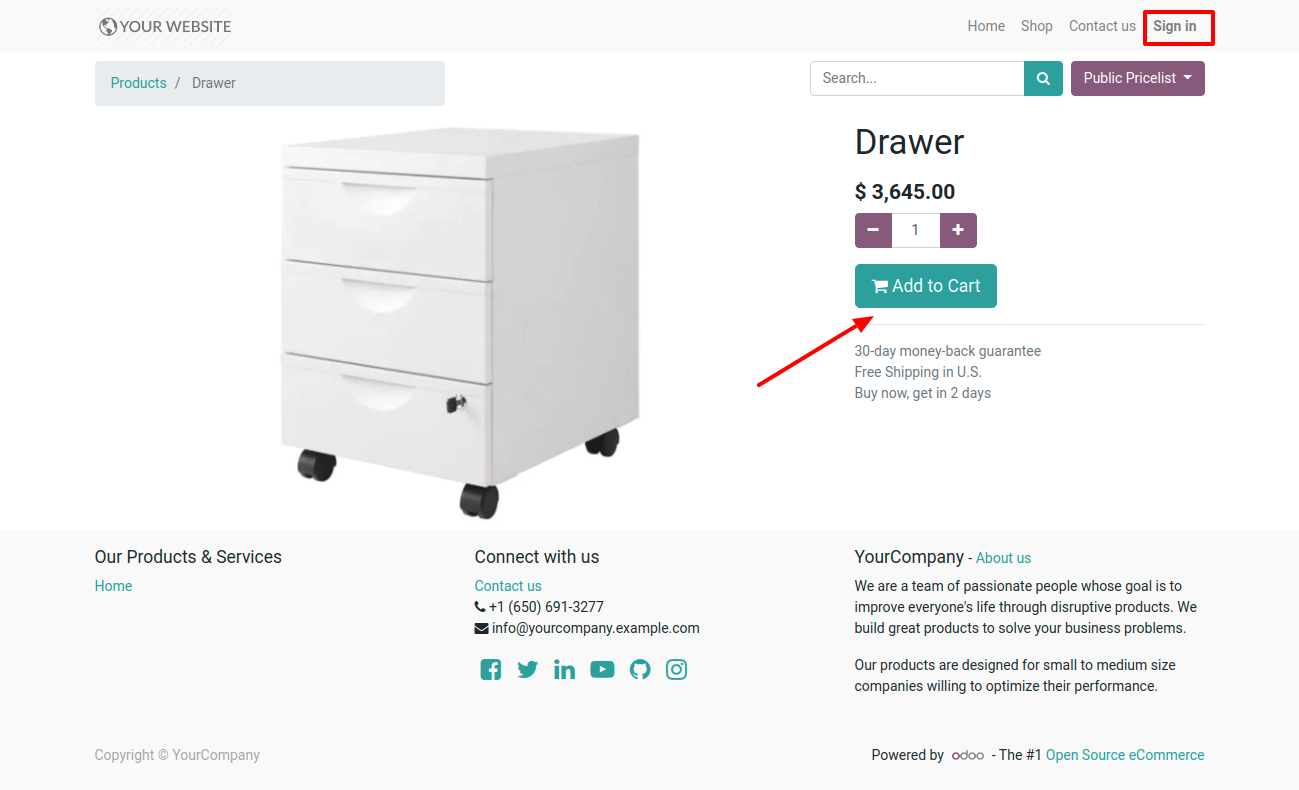 YOUR WEBSITE
Home Shop Contact us Sign in
Products / Drawer
Search...
Public Pricelist
Drawer
$ 3,645.00
1
Add to Cart
30-day money-back guarantee
Free Shipping in U.S.
Buy now, get in 2 days
Our Products & Services
Home
Connect with us
Contact us
+1 (650) 691-3277
info@yourcompany.example.com
YourCompany - About us
We are a team of passionate people whose goal is to
improve everyone's life through disruptive products. We
build great products to solve your business problems.
Our products are designed for small to medium size
companies willing to optimize their performance.
Copyright © YourCompany
Powered by odoo - The #1 Open Source eCommerce